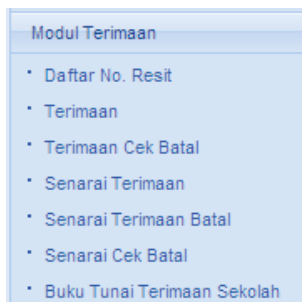 Modul Terimaan
• Daftar No. Resit
• Terimaan
• Terimaan Cek Batal
• Senarai Terimaan
• Senarai Terimaan Batal
• Senarai Cek Batal
• Buku Tunai Terimaan Sekolah